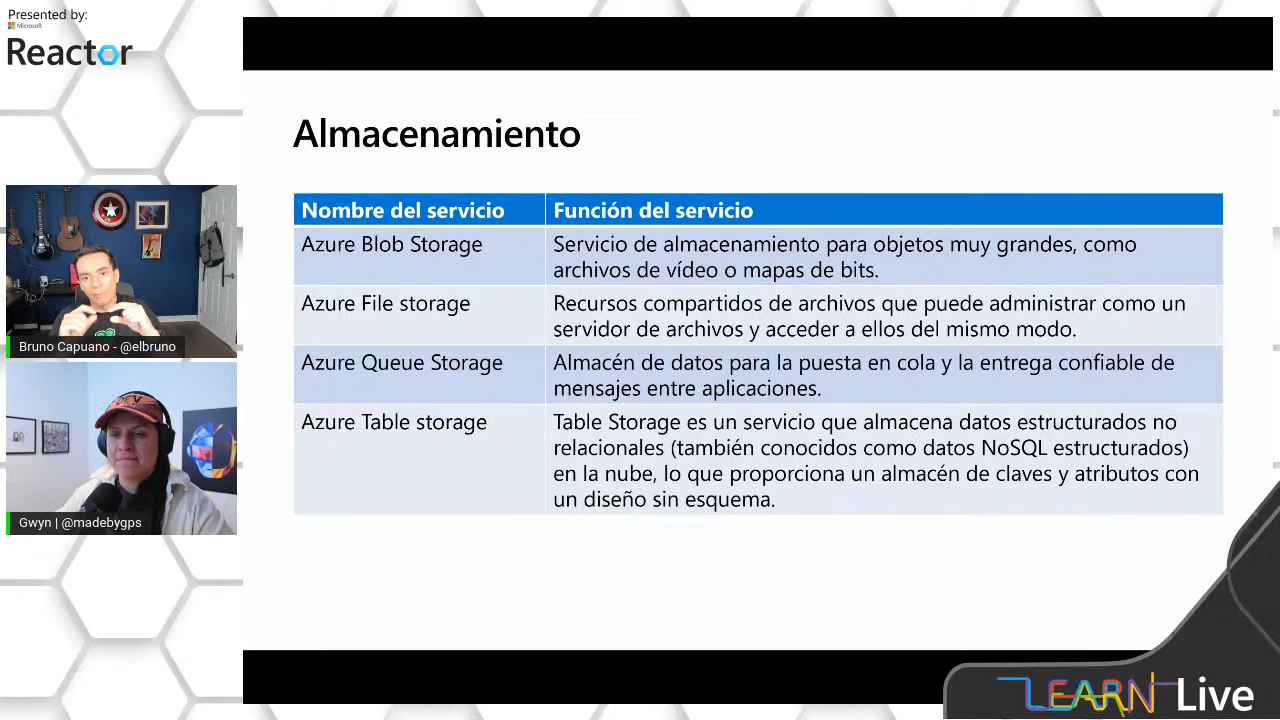 Presented by:
Microsoft
Reactor
Almacenamiento
Nombre del servicio
Función del servicio
Azure Blob Storage
Servicio de almacenamiento para objetos muy grandes, como
archivos de vídeo o mapas de bits.
Azure File storage
Recursos compartidos de archivos que puede administrar como un
servidor de archivos y acceder a ellos del mismo modo.
Azure Queue Storage
Almacén de datos para la puesta en cola y la entrega confiable de
mensajes entre aplicaciones.
Azure Table storage
Table Storage es un servicio que almacena datos estructurados no
relacionales (también conocidos como datos NoSQL estructurados)
en la nube, lo que proporciona un almacén de claves y atributos con
un diseño sin esquema.
Bruno Capuano - @elbruno
Gwyn | @madebygps
LEARN Live